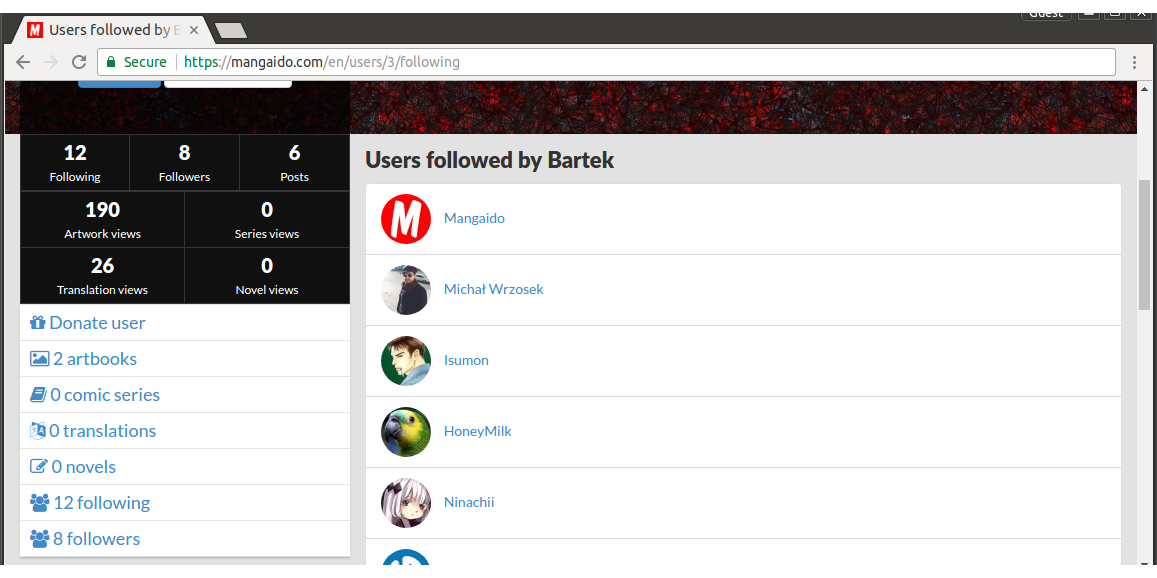 Guest
Users followed by B
Secure https://mangaido.com/en/users/3/following
12 8 6
Following Followers Posts
190 0
Artwork views Series views
26 0
Translation views Novel views
Donate user
2 artbooks
0 comic series
0 translations
0 novels
12 following
8 followers
Users followed by Bartek
M Mangaido
Michał Wrzosek
Isumon
HoneyMilk
Ninachii